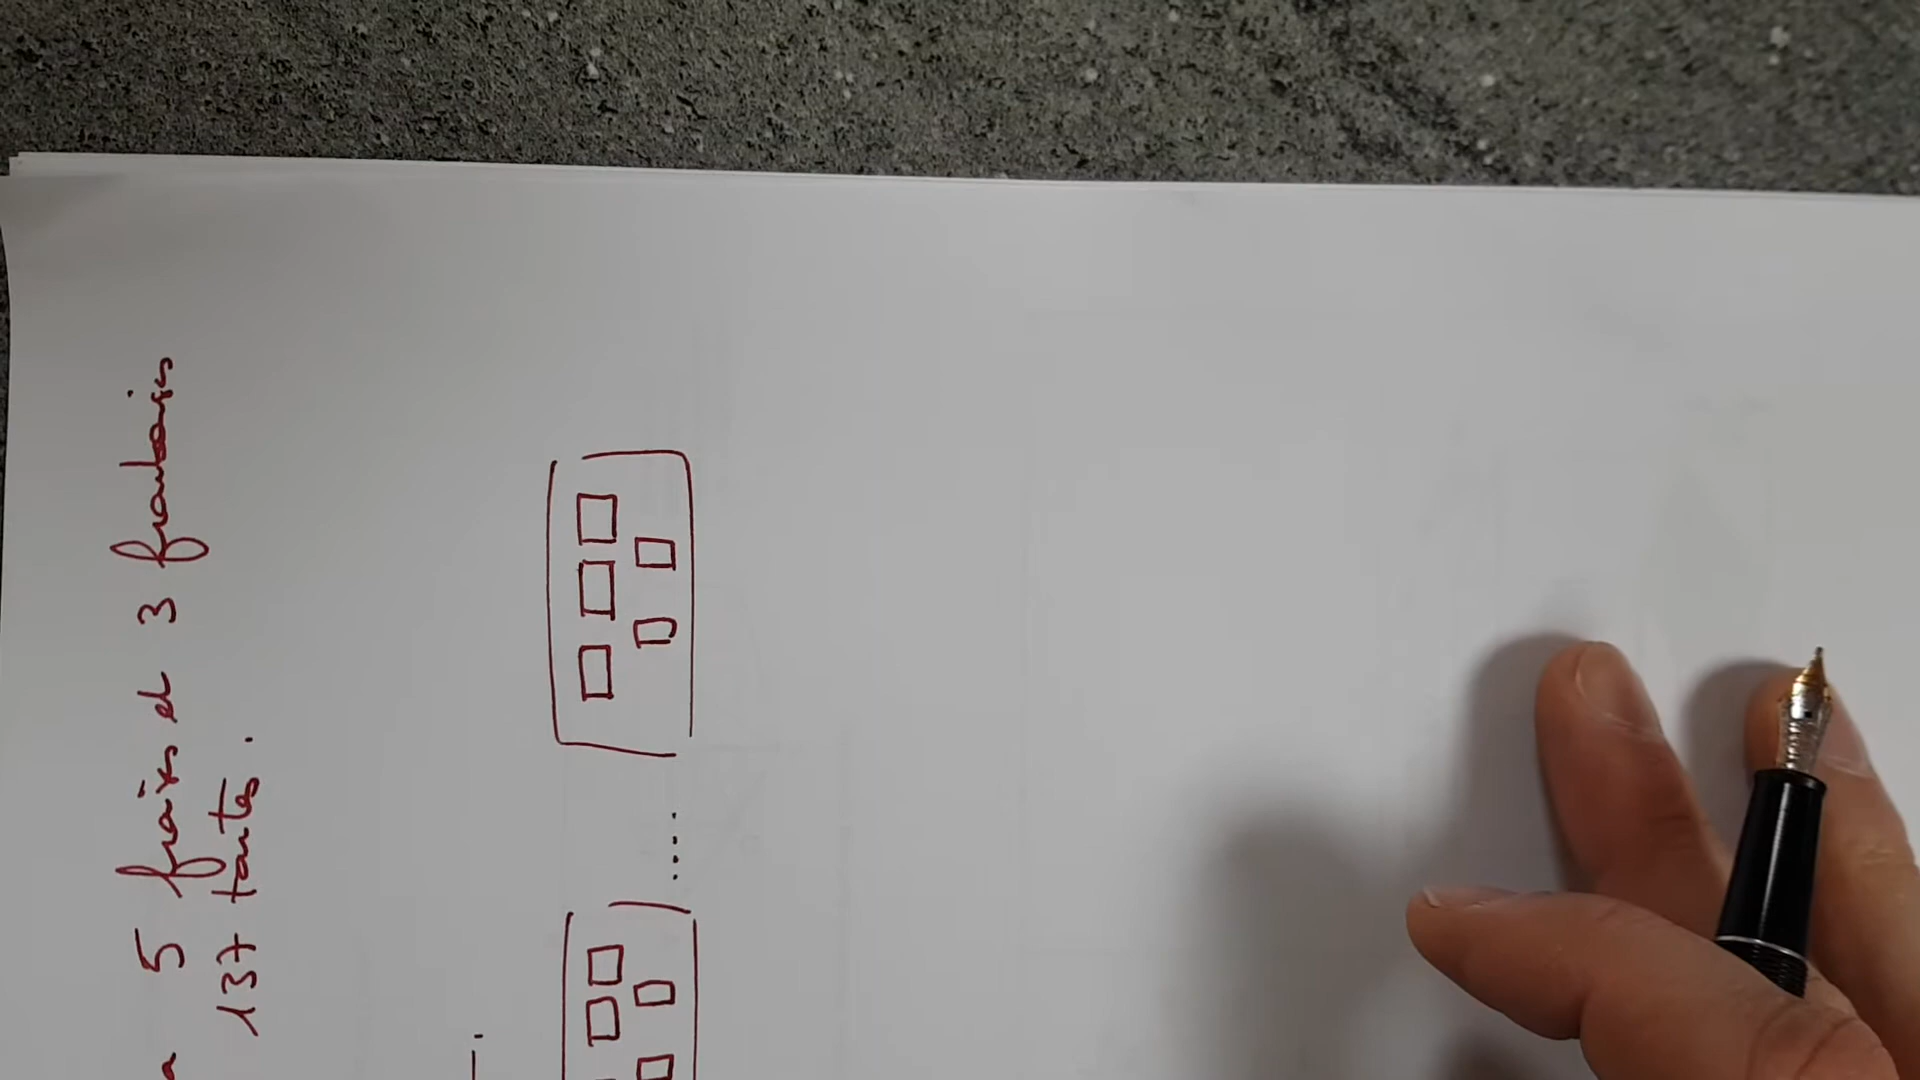 a 5 fraises et 3 framboises
137 tartes.